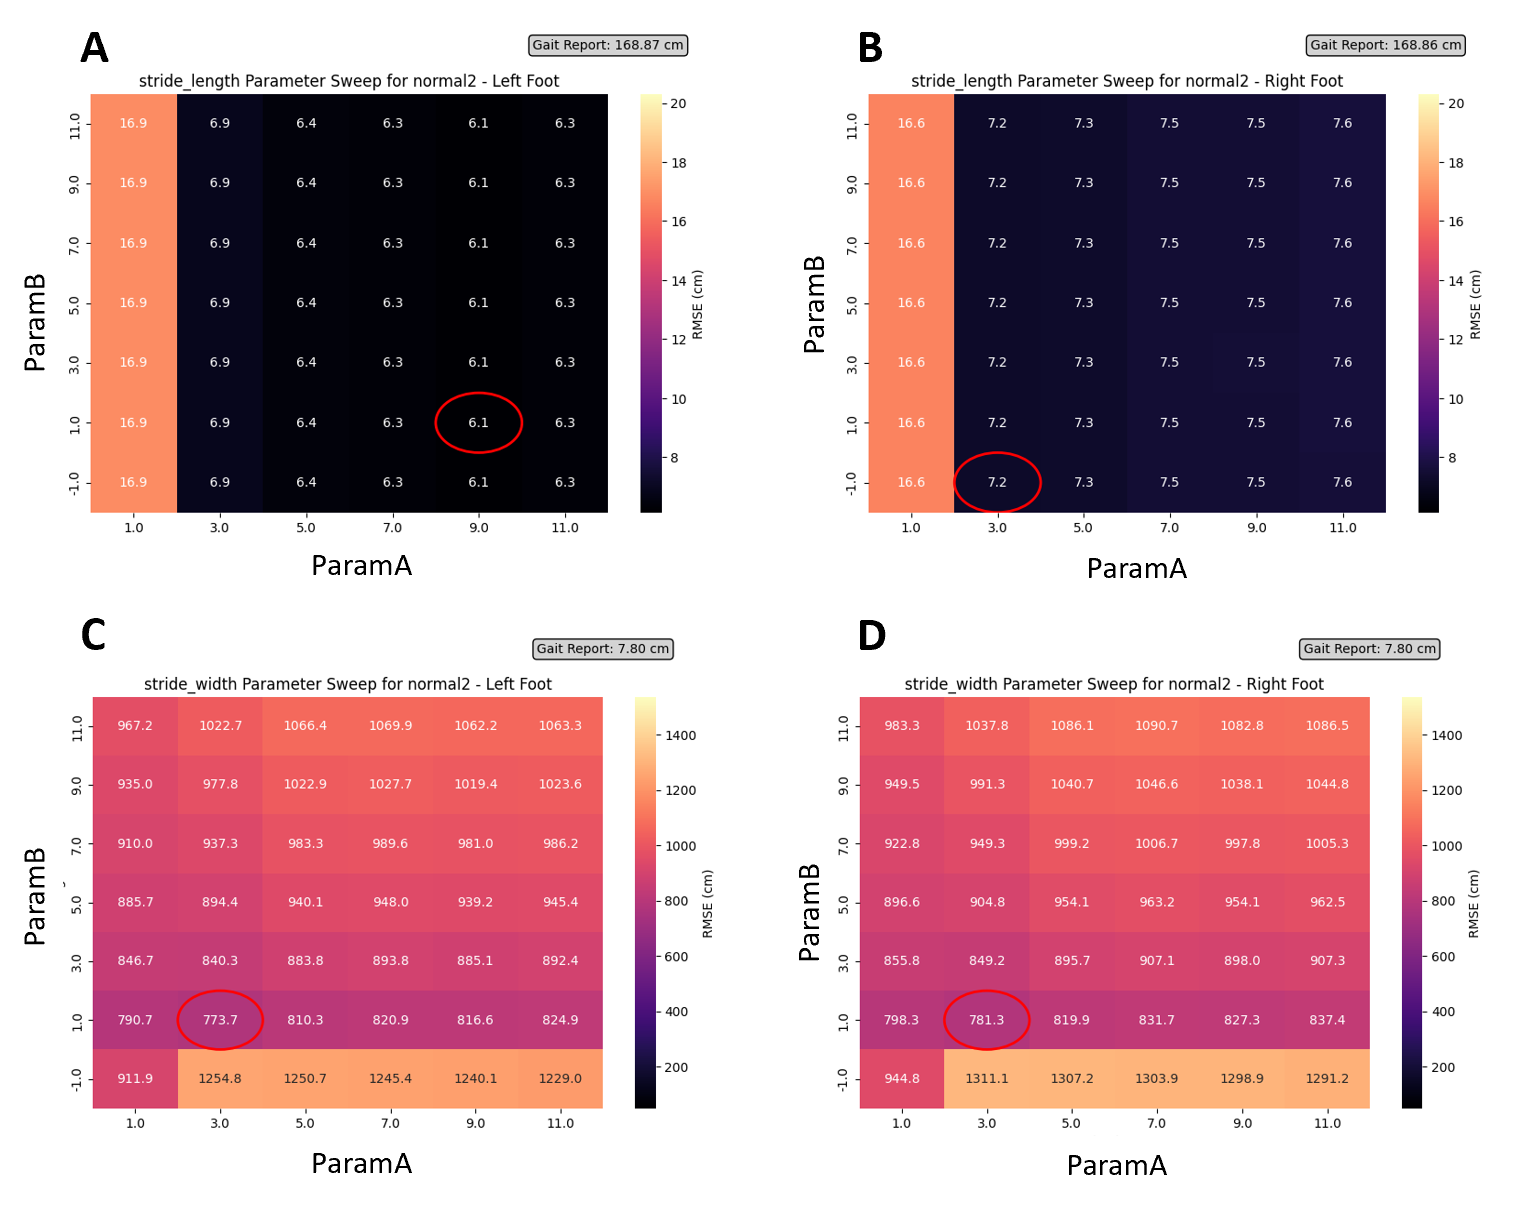 A
Gait Report: 168.87 cm
stride_length Parameter Sweep for normal2 - Left Foot
11.0 16.9 6.9 6.4 6.3 6.1 6.3
9.0 16.9 6.9 6.4 6.3 6.1 6.3
7.0 16.9 6.9 6.4 6.3 6.1 6.3
5.0 16.9 6.9 6.4 6.3 6.1 6.3
3.0 16.9 6.9 6.4 6.3 6.1 6.3
1.0 16.9 6.9 6.4 6.3 6.1 6.3
-1.0 16.9 6.9 6.4 6.3 6.1 6.3
1.0 3.0 5.0 7.0 9.0 11.0
ParamA
ParamB
20
18
16
14
12
10
8
RMSE (cm)
B
Gait Report: 168.86 cm
stride_length Parameter Sweep for normal2 - Right Foot
11.0 16.6 7.2 7.3 7.5 7.5 7.6
9.0 16.6 7.2 7.3 7.5 7.5 7.6
7.0 16.6 7.2 7.3 7.5 7.5 7.6
5.0 16.6 7.2 7.3 7.5 7.5 7.6
3.0 16.6 7.2 7.3 7.5 7.5 7.6
1.0 16.6 7.2 7.3 7.5 7.5 7.6
-1.0 16.6 7.2 7.3 7.5 7.5 7.6
1.0 3.0 5.0 7.0 9.0 11.0
ParamA
ParamB
20
18
16
14
12
10
8
RMSE (cm)
C
Gait Report: 7.80 cm
stride_width Parameter Sweep for normal2 - Left Foot
11.0 967.2 1022.7 1066.4 1069.9 1062.2 1063.3
9.0 935.0 977.8 1022.9 1027.7 1019.4 1023.6
7.0 910.0 937.3 983.3 989.6 981.0 986.2
5.0 885.7 894.4 940.1 948.0 939.2 945.4
3.0 846.7 840.3 883.8 893.8 885.1 892.4
1.0 790.7 773.7 810.3 820.9 816.6 824.9
-1.0 911.9 1254.8 1250.7 1245.4 1240.1 1229.0
1.0 3.0 5.0 7.0 9.0 11.0
ParamA
ParamB
1400
1200
1000
800
600
400
200
RMSE (cm)
D
Gait Report: 7.80 cm
stride_width Parameter Sweep for normal2 - Right Foot
11.0 983.3 1037.8 1086.1 1090.7 1082.8 1086.5
9.0 949.5 991.3 1040.7 1046.6 1038.1 1044.8
7.0 922.8 949.3 999.2 1006.7 997.8 1005.3
5.0 896.6 904.8 954.1 963.2 954.1 962.5
3.0 855.8 849.2 895.7 907.1 898.0 907.3
1.0 798.3 781.3 819.9 831.7 827.3 837.4
-1.0 944.8 1311.1 1307.2 1303.9 1298.9 1291.2
1.0 3.0 5.0 7.0 9.0 11.0
ParamA
ParamB
1400
1200
1000
800
600
400
200
RMSE (cm)